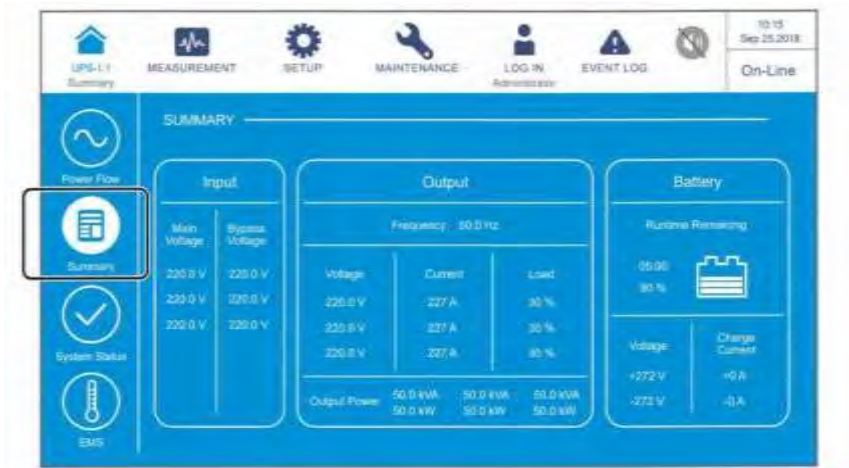 10:15
Sep 25 2018
UPS-1.1
Summary
MEASUREMENT
SETUP
MAINTENANCE
LOG IN
Administrator
EVENT LOG
On-Line
SUMMARY
Power Flow
Summary
System Status
EMS
Input
Main Voltage
Bypass Voltage
220.0 V 220.0 V
220.0 V 220.0 V
220.0 V 220.0 V
Output
Frequency 50.0 Hz
Voltage Current Load
220.0 V 227 A 30 %
220.0 V 227 A 30 %
220.0 V 227 A
Output Power 50.0 kVA 50.0 kVA 50.0 kVA
50.0 kW 50.0 kW 50.0 kW
Battery
Runtime Remaining
05:00
Voltage
Charge Current
+272 V +0 A
-272 V -0 A